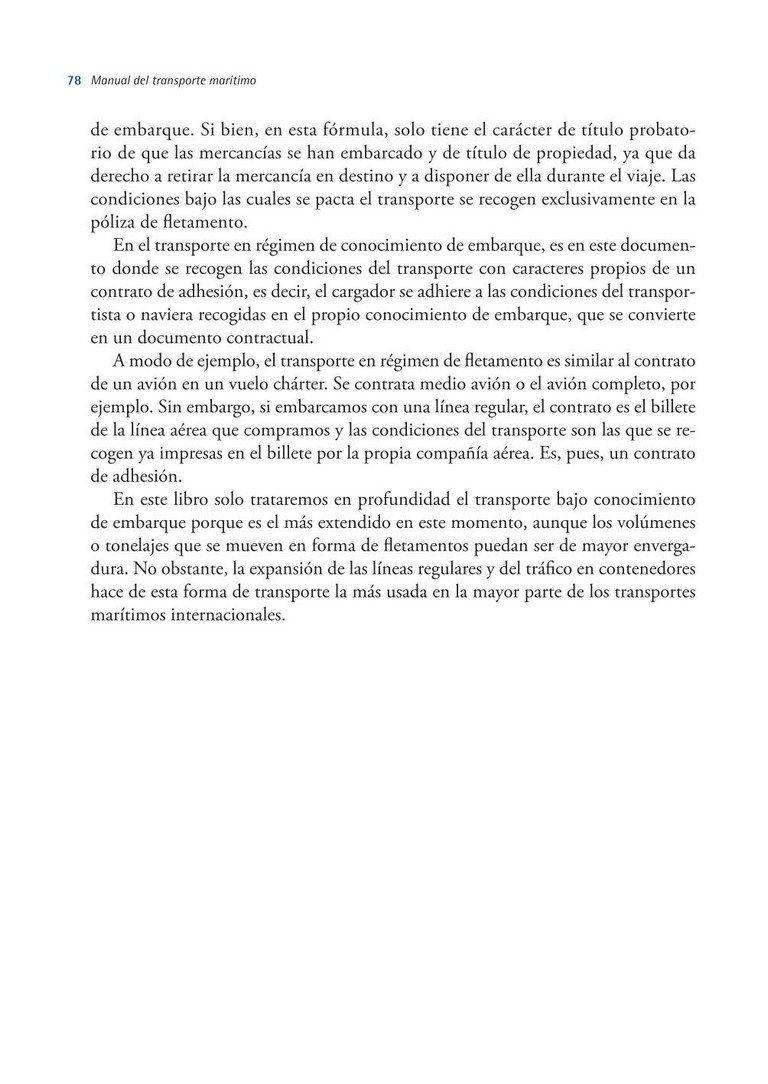 78 Manual del transporte marítimo
de embarque. Si bien, en esta fórmula, solo tiene el carácter de título probato-
rio de que las mercancías se han embarcado y de título de propiedad, ya que da
derecho a retirar la mercancía en destino y a disponer de ella durante el viaje. Las
condiciones bajo las cuales se pacta el transporte se recogen exclusivamente en la
póliza de fletamento.
En el transporte en régimen de conocimiento de embarque, es en este documen-
to donde se recogen las condiciones del transporte con caracteres propios de un
contrato de adhesión, es decir, el cargador se adhiere a las condiciones del transpor-
tista o naviera recogidas en el propio conocimiento de embarque, que se convierte
en un documento contractual.
A modo de ejemplo, el transporte en régimen de fletamento es similar al contrato
de un avión en un vuelo chárter. Se contrata medio avión o el avión completo, por
ejemplo. Sin embargo, si embarcamos con una línea regular, el contrato es el billete
de la línea aérea que compramos y las condiciones del transporte son las que se re-
cogen ya impresas en el billete por la propia compañía aérea. Es, pues, un contrato
de adhesión.
En este libro solo trataremos en profundidad el transporte bajo conocimiento
de embarque porque es el más extendido en este momento, aunque los volúmenes
o tonelajes que se mueven en forma de fletamentos puedan ser de mayor enverga-
dura. No obstante, la expansión de las líneas regulares y del tráfico en contenedores
hace de esta forma de transporte la más usada en la mayor parte de los transportes
marítimos internacionales.